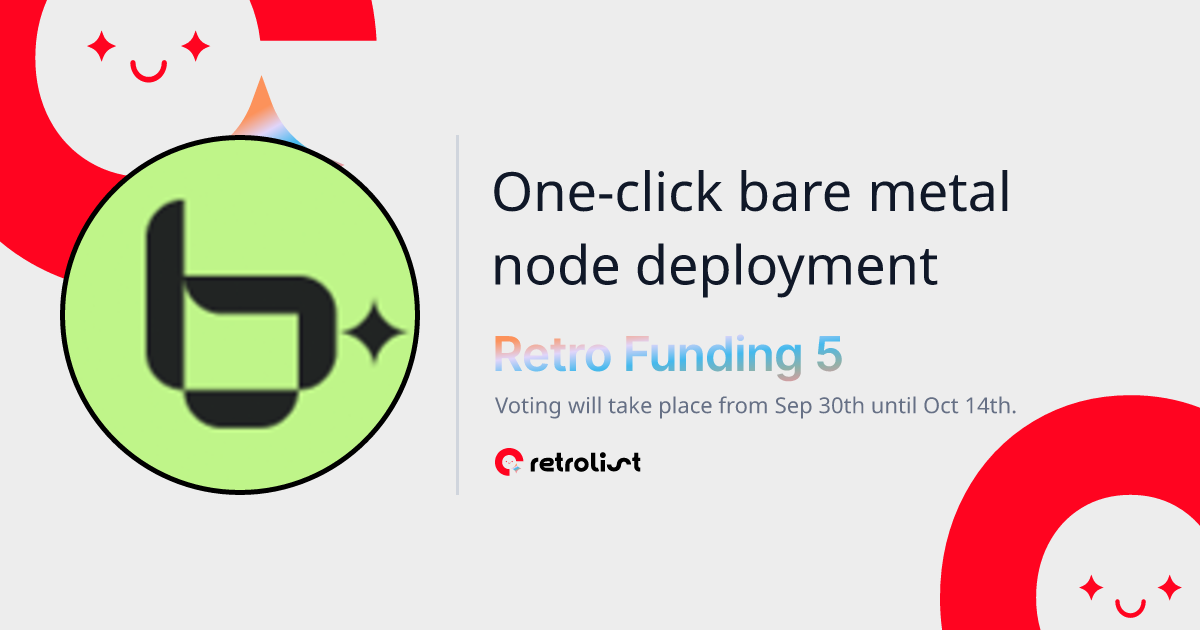 One-click bare metal
node deployment
Retro Funding 5
Voting will take place from Sep 30th until Oct 14th.
retrolist